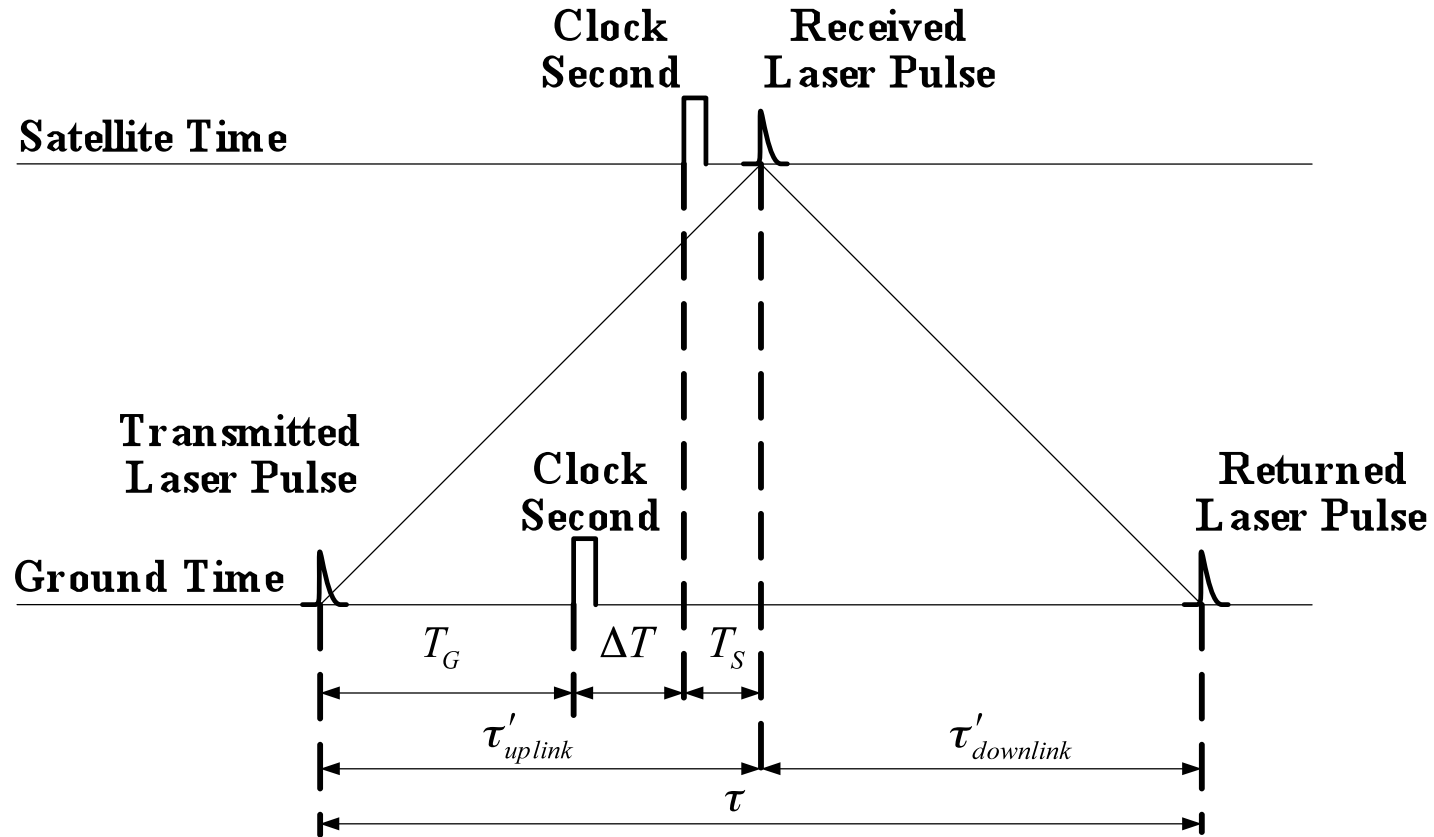 Clock
Second
Received
Laser Pulse
Satellite Time
Transmitted
Laser Pulse
Clock
Second
Returned
Laser Pulse
Ground Time
T_G
ΔT
T_S
τ'_uplink
τ'_downlink
τ